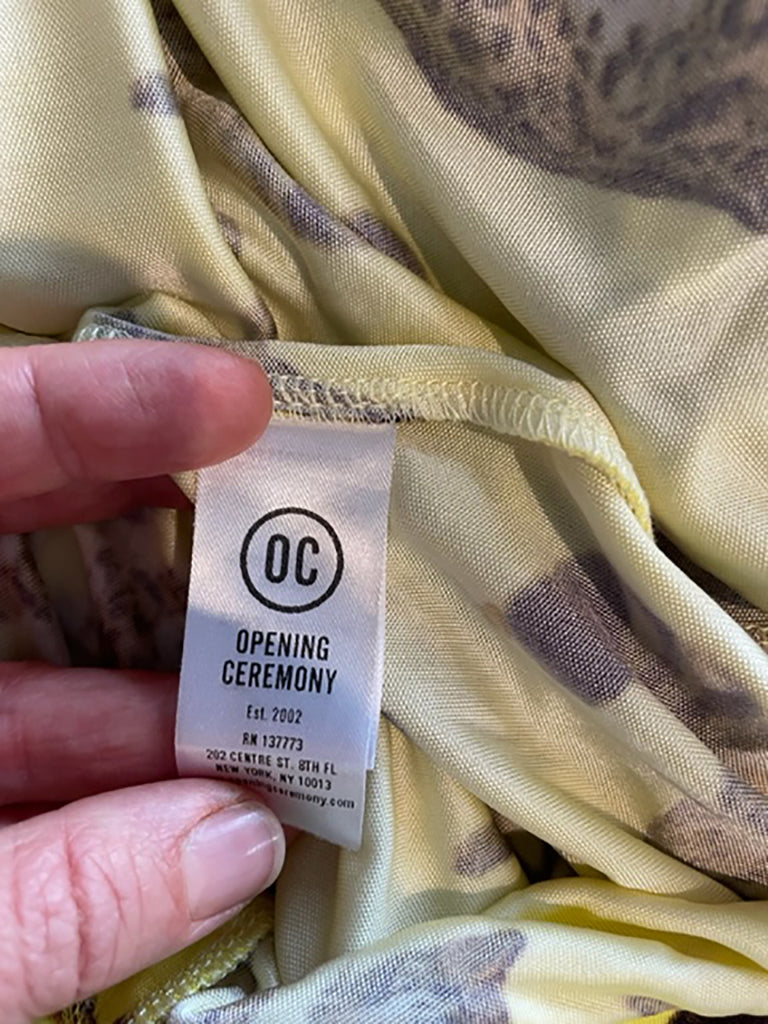 OC
OPENING
CEREMONY
Est. 2002
RN 137773
202 CENTRE ST. 8TH FL
NEW YORK, NY 10013